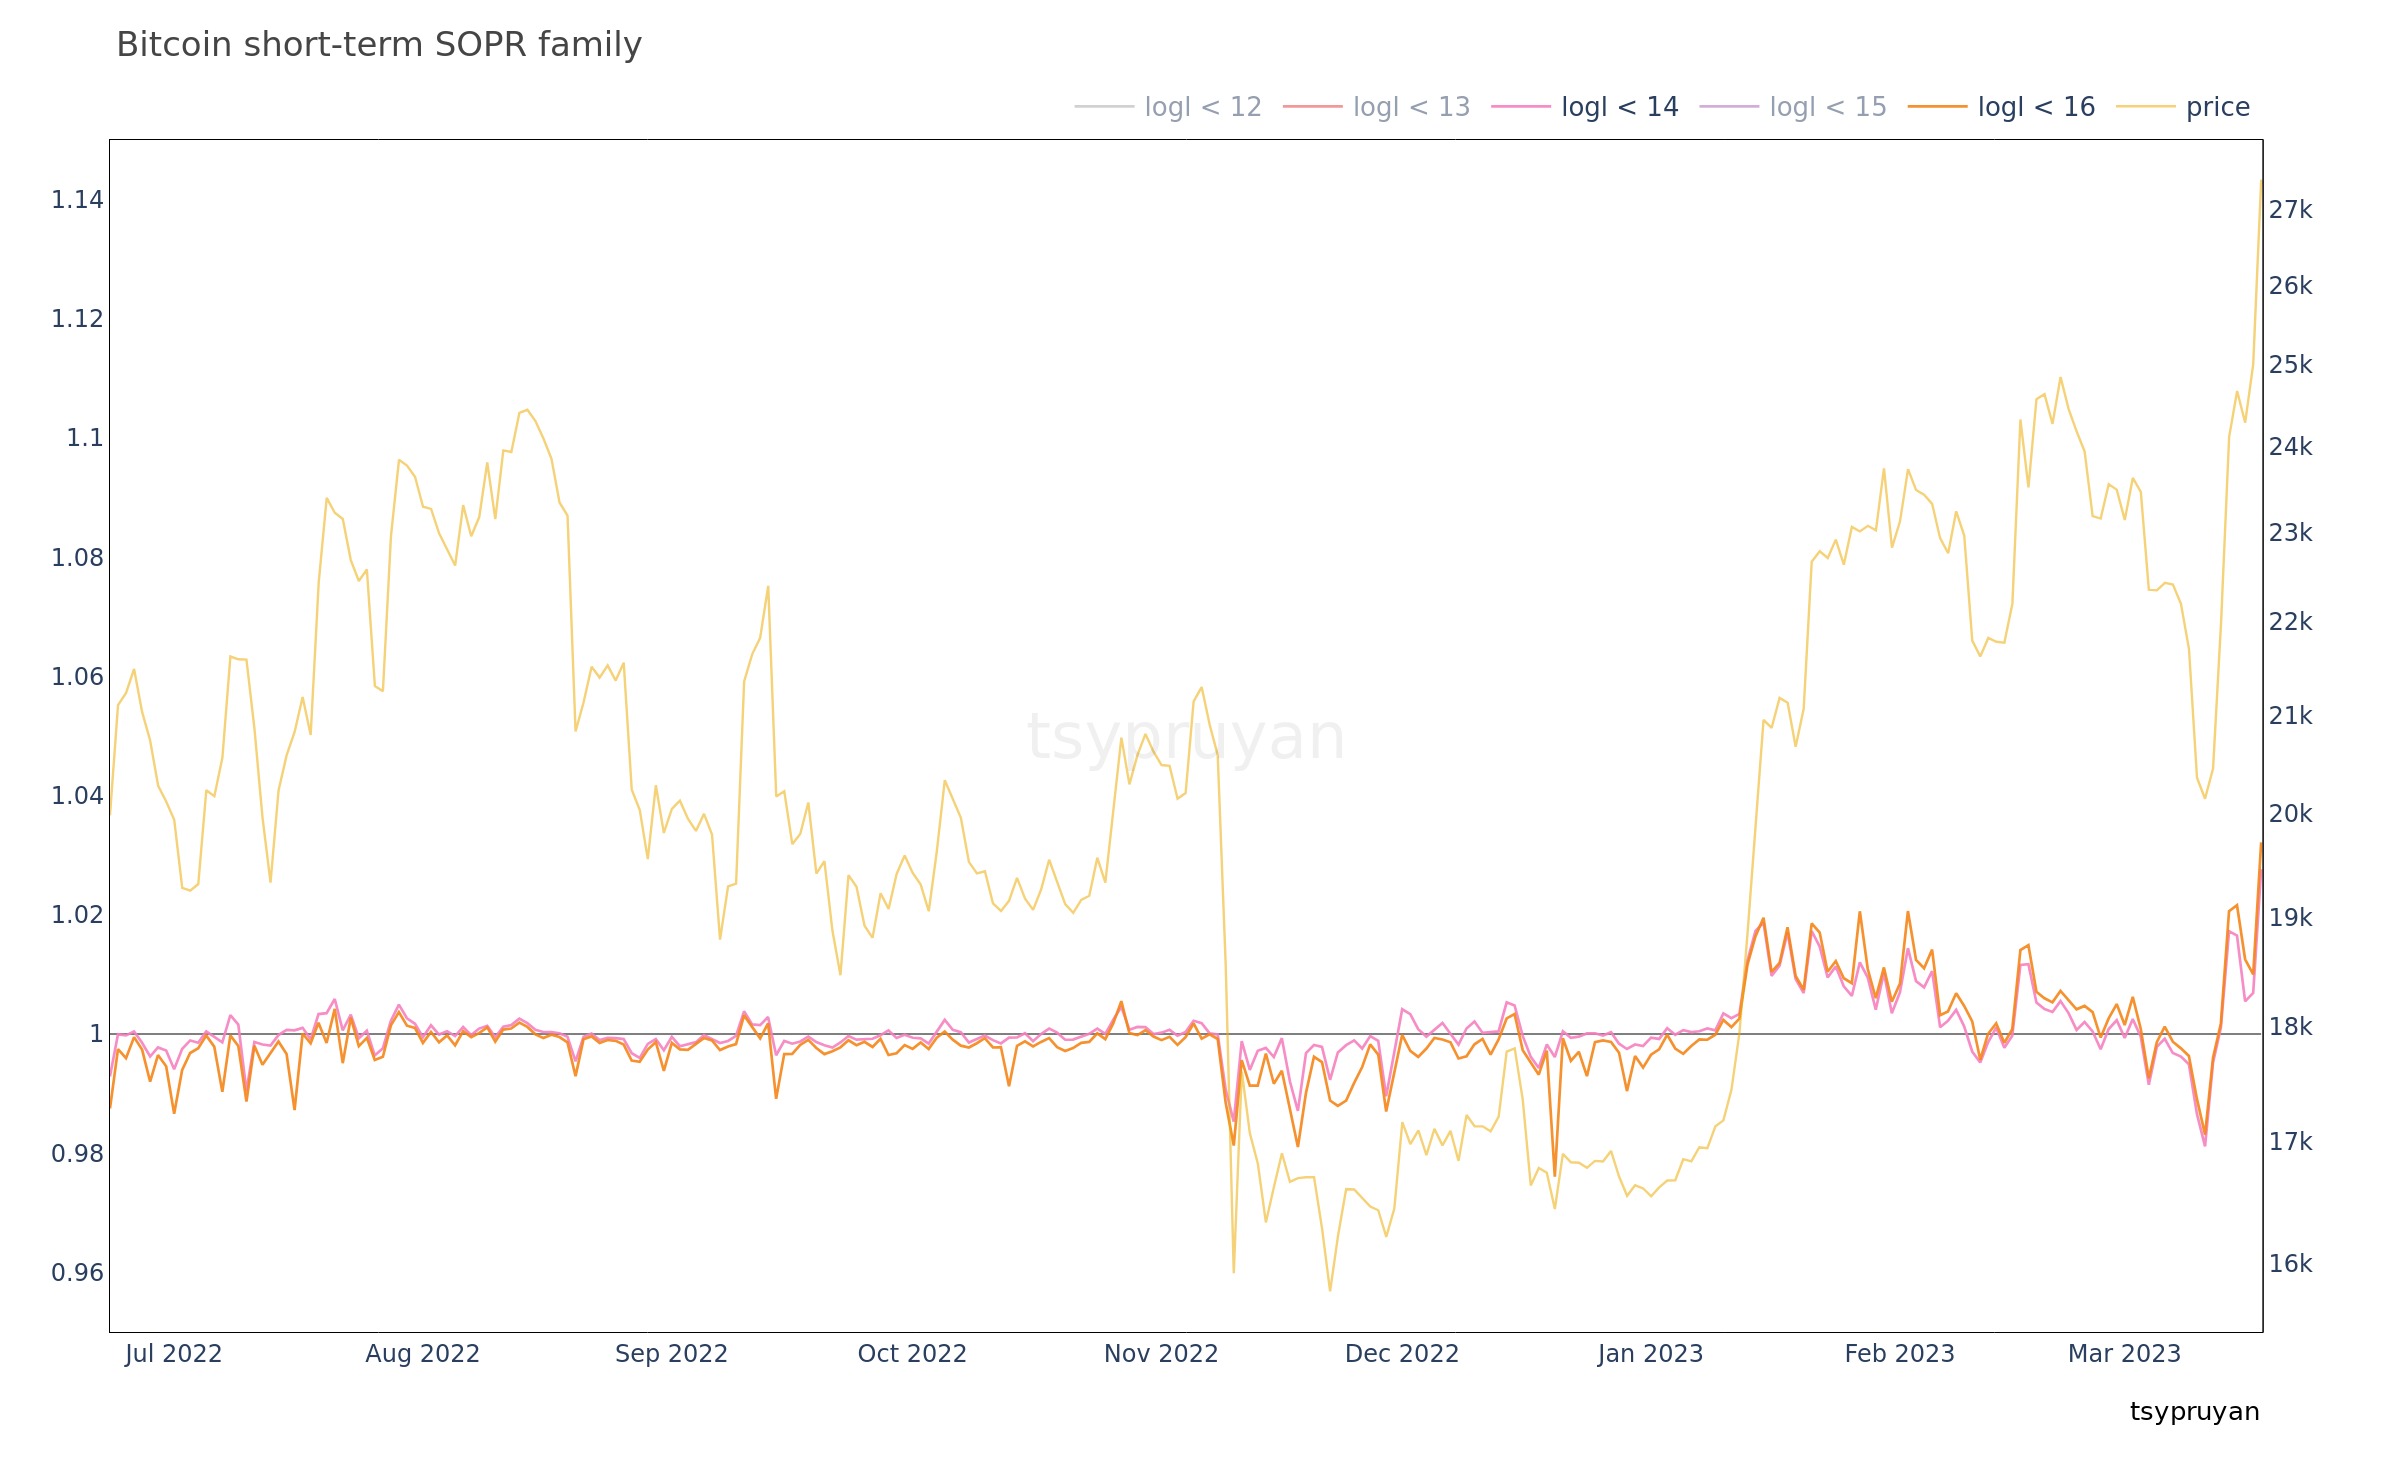 Bitcoin short-term SOPR family
logl < 12 logl < 13 logl < 14 logl < 15 logl < 16 price
1.14
1.12
1.1
1.08
1.06
1.04
1.02
1
0.98
0.96
27k
26k
25k
24k
23k
22k
21k
20k
19k
18k
17k
16k
tsypruyan
Jul 2022 Aug 2022 Sep 2022 Oct 2022 Nov 2022 Dec 2022 Jan 2023 Feb 2023 Mar 2023
tsypruyan